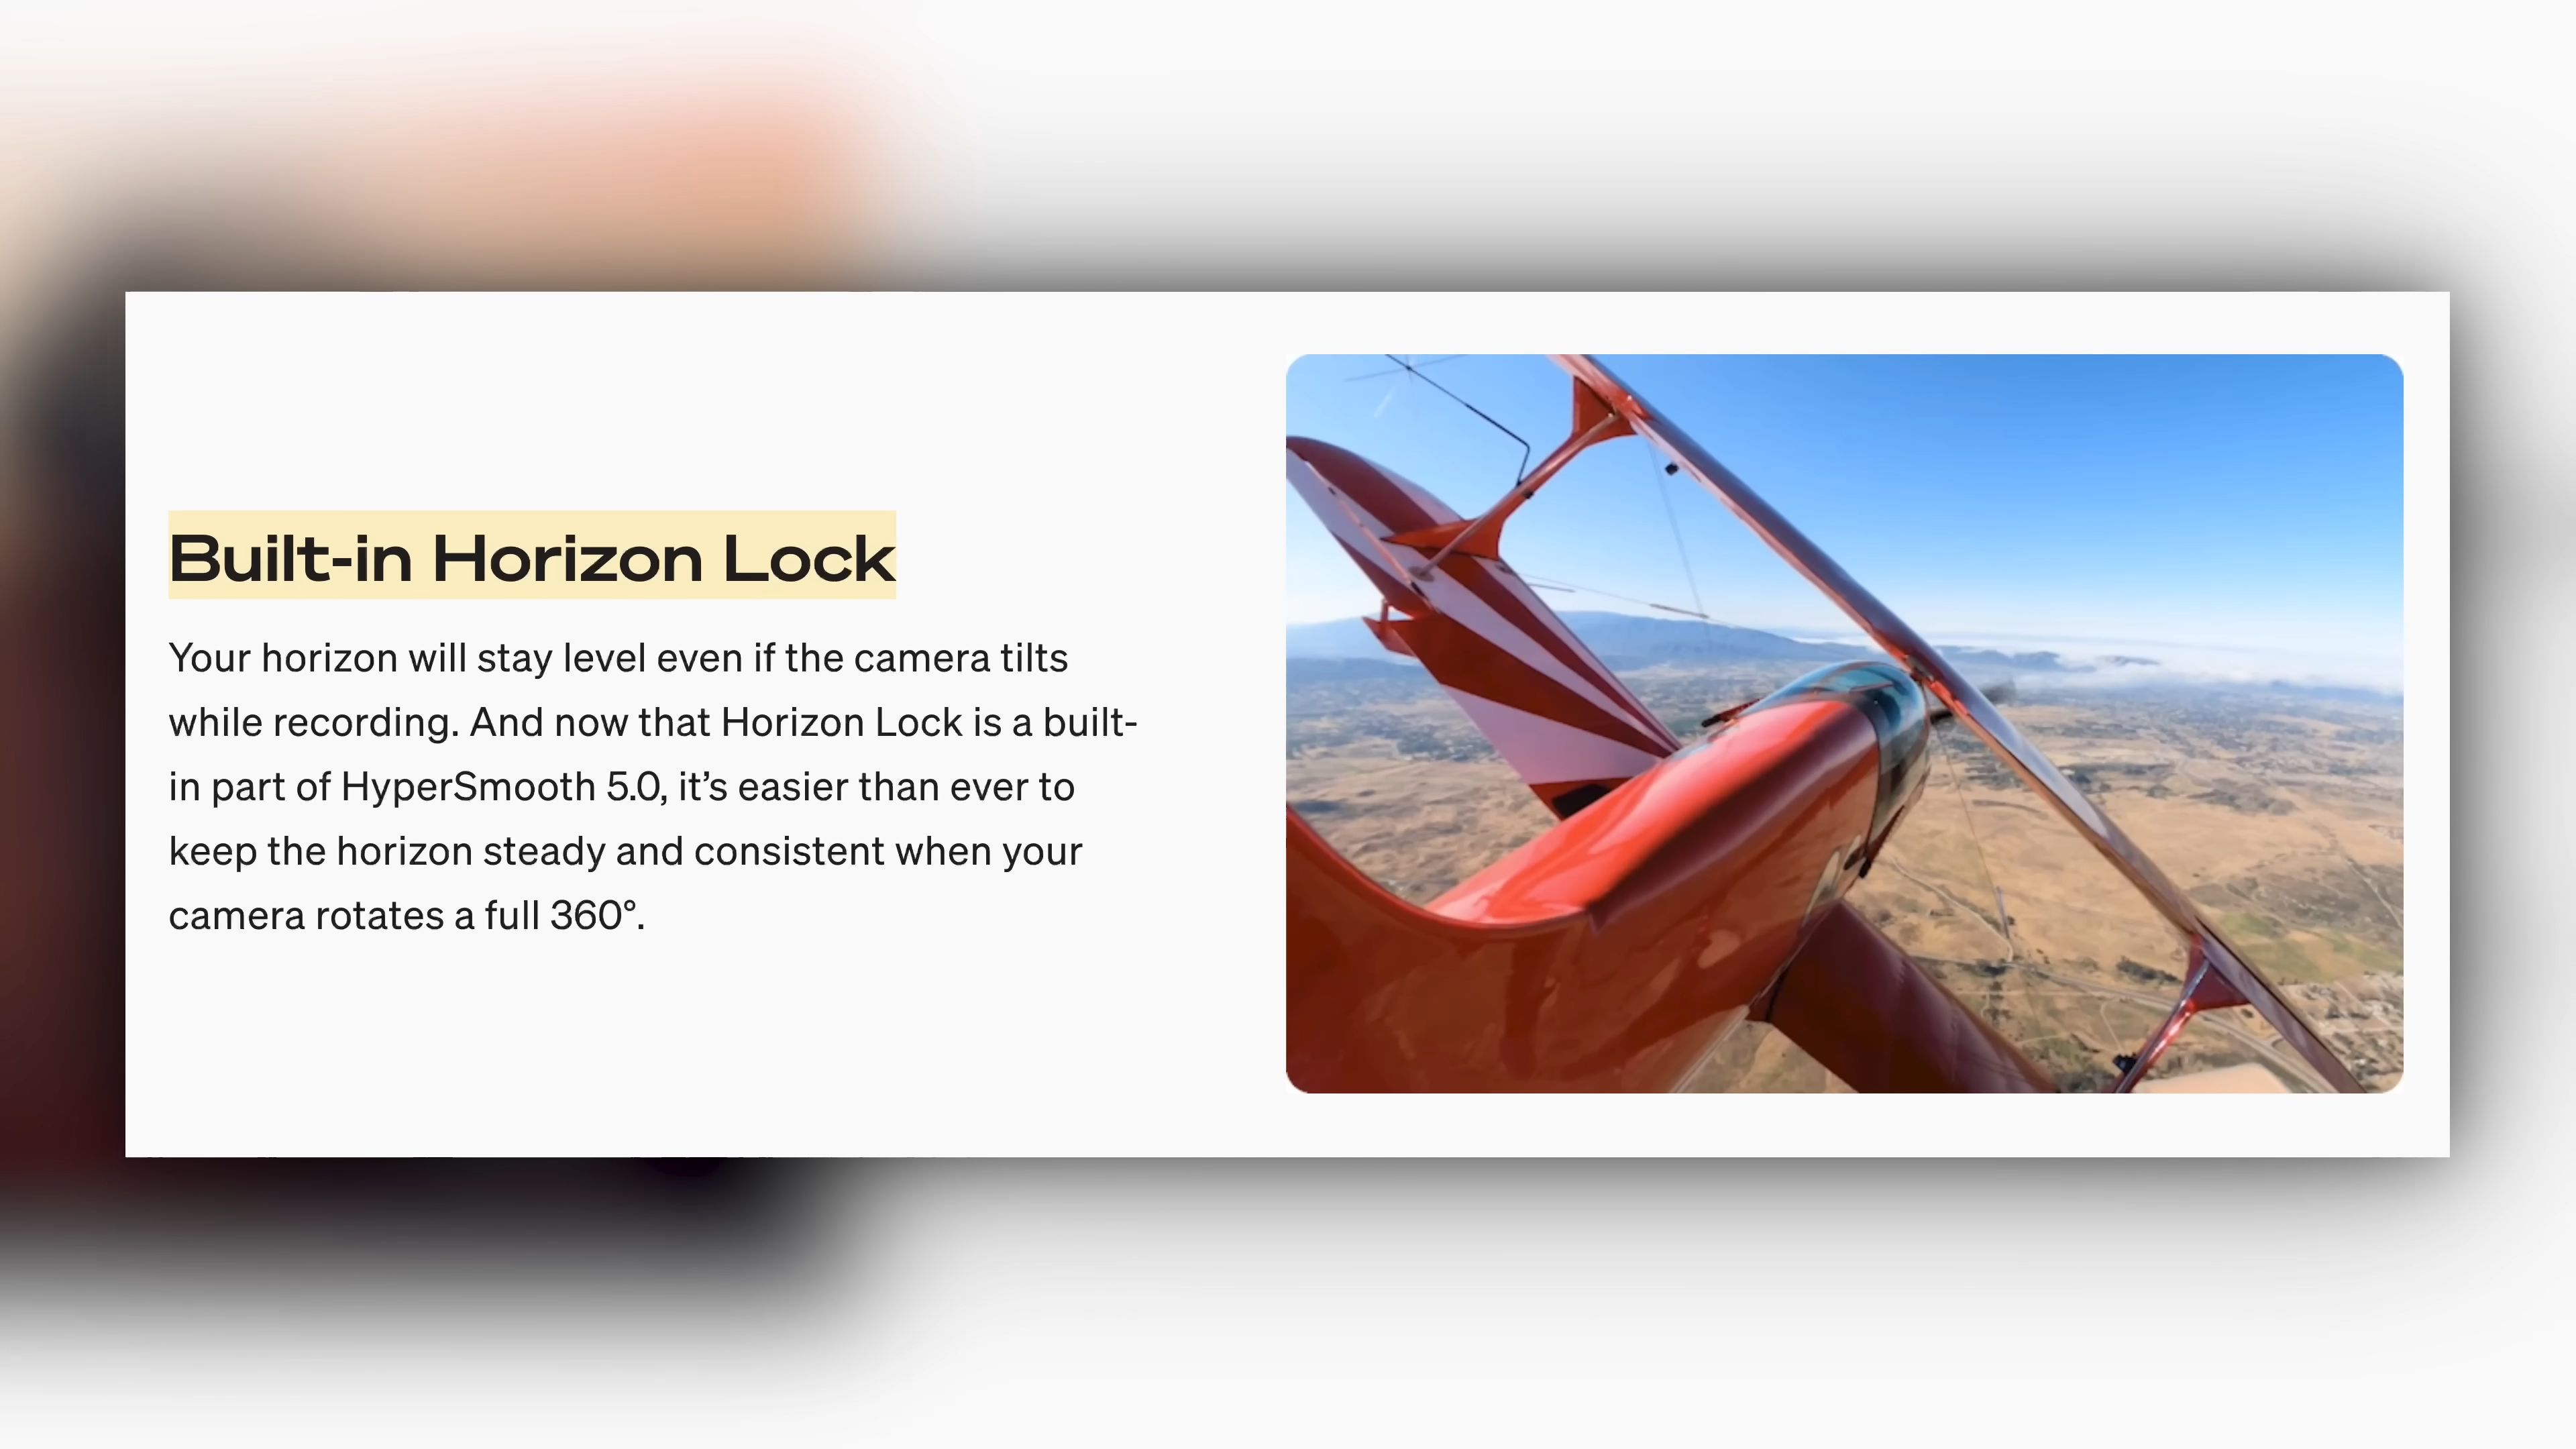 Built-in Horizon Lock
Your horizon will stay level even if the camera tilts
while recording. And now that Horizon Lock is a built-
in part of HyperSmooth 5.0, it’s easier than ever to
keep the horizon steady and consistent when your
camera rotates a full 360°.